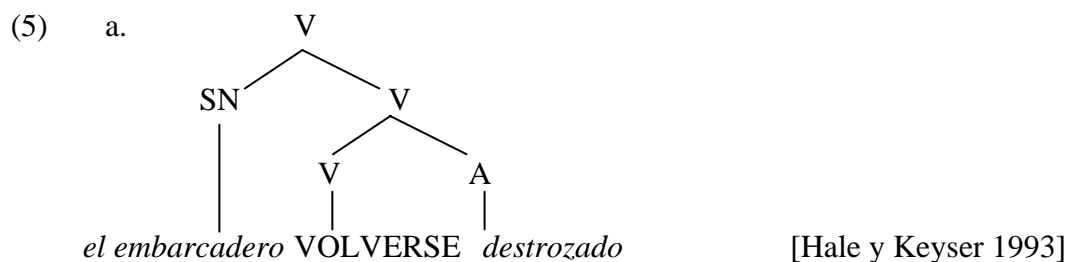 (5) a. V
SN V
V A
el embarcadero VOLVERSE destrozado [Hale y Keyser 1993]